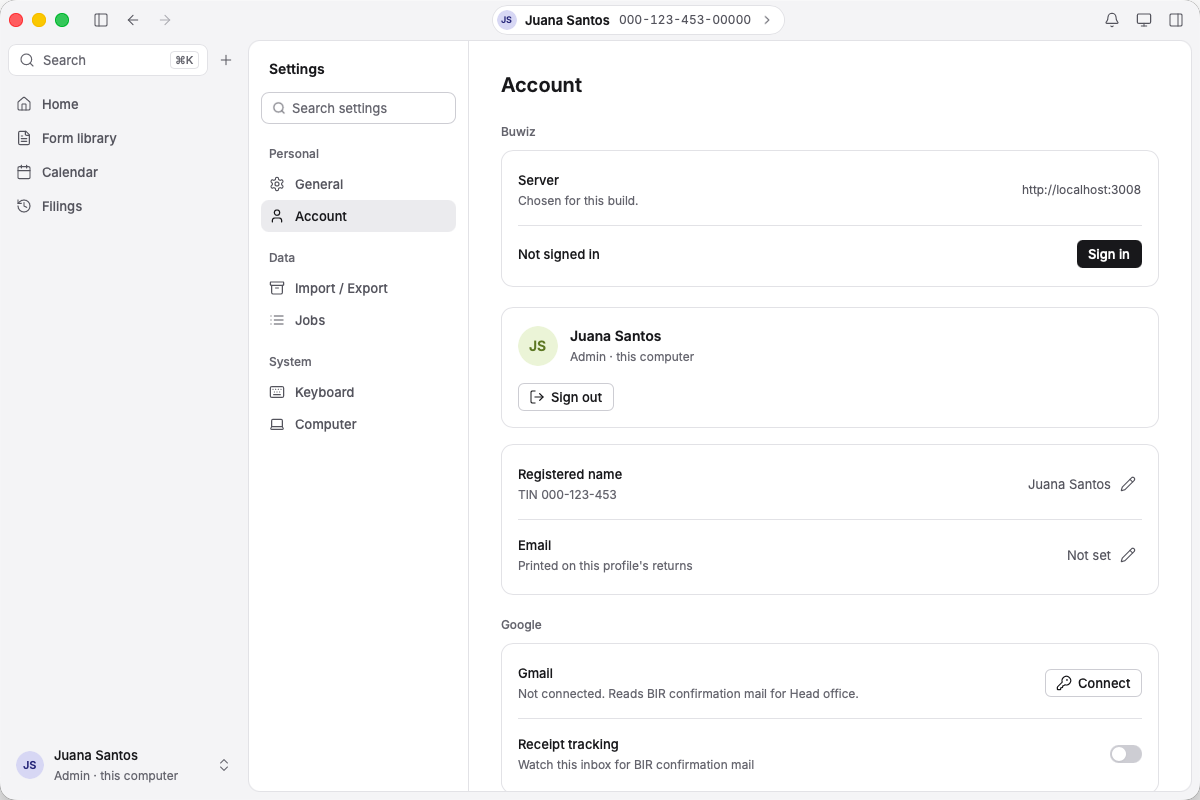 JS Juana Santos 000-123-453-00000
Search ⌘K
Home
Form library
Calendar
Filings
Juana Santos
JS
Admin · this computer
Settings
Search settings
Personal
General
Account
Data
Import / Export
Jobs
System
Keyboard
Computer
Account
Buwiz
Server
Chosen for this build.
http://localhost:3008
Not signed in
Sign in
JS
Juana Santos
Admin · this computer
Sign out
Registered name
TIN 000-123-453
Juana Santos
Email
Printed on this profile's returns
Not set
Google
Gmail
Not connected. Reads BIR confirmation mail for Head office.
Connect
Receipt tracking
Watch this inbox for BIR confirmation mail